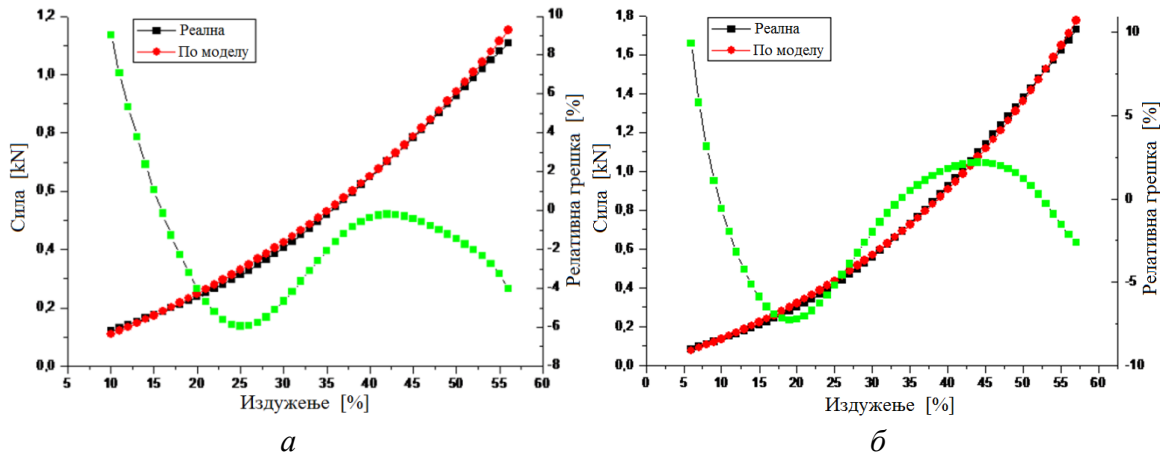 Реална
По моделу
Сила [kN]
1,2
1,0
0,8
0,6
0,4
0,2
0,0
Релативна грешка [%]
10
8
6
4
2
0
-2
-4
-6
-8
5 10 15 20 25 30 35 40 45 50 55 60
Издужење [%]
а
Реална
По моделу
Сила [kN]
1,8
1,6
1,4
1,2
1,0
0,8
0,6
0,4
0,2
0,0
Релативна грешка [%]
10
5
0
-5
-10
0 5 10 15 20 25 30 35 40 45 50 55 60
Издужење [%]
б